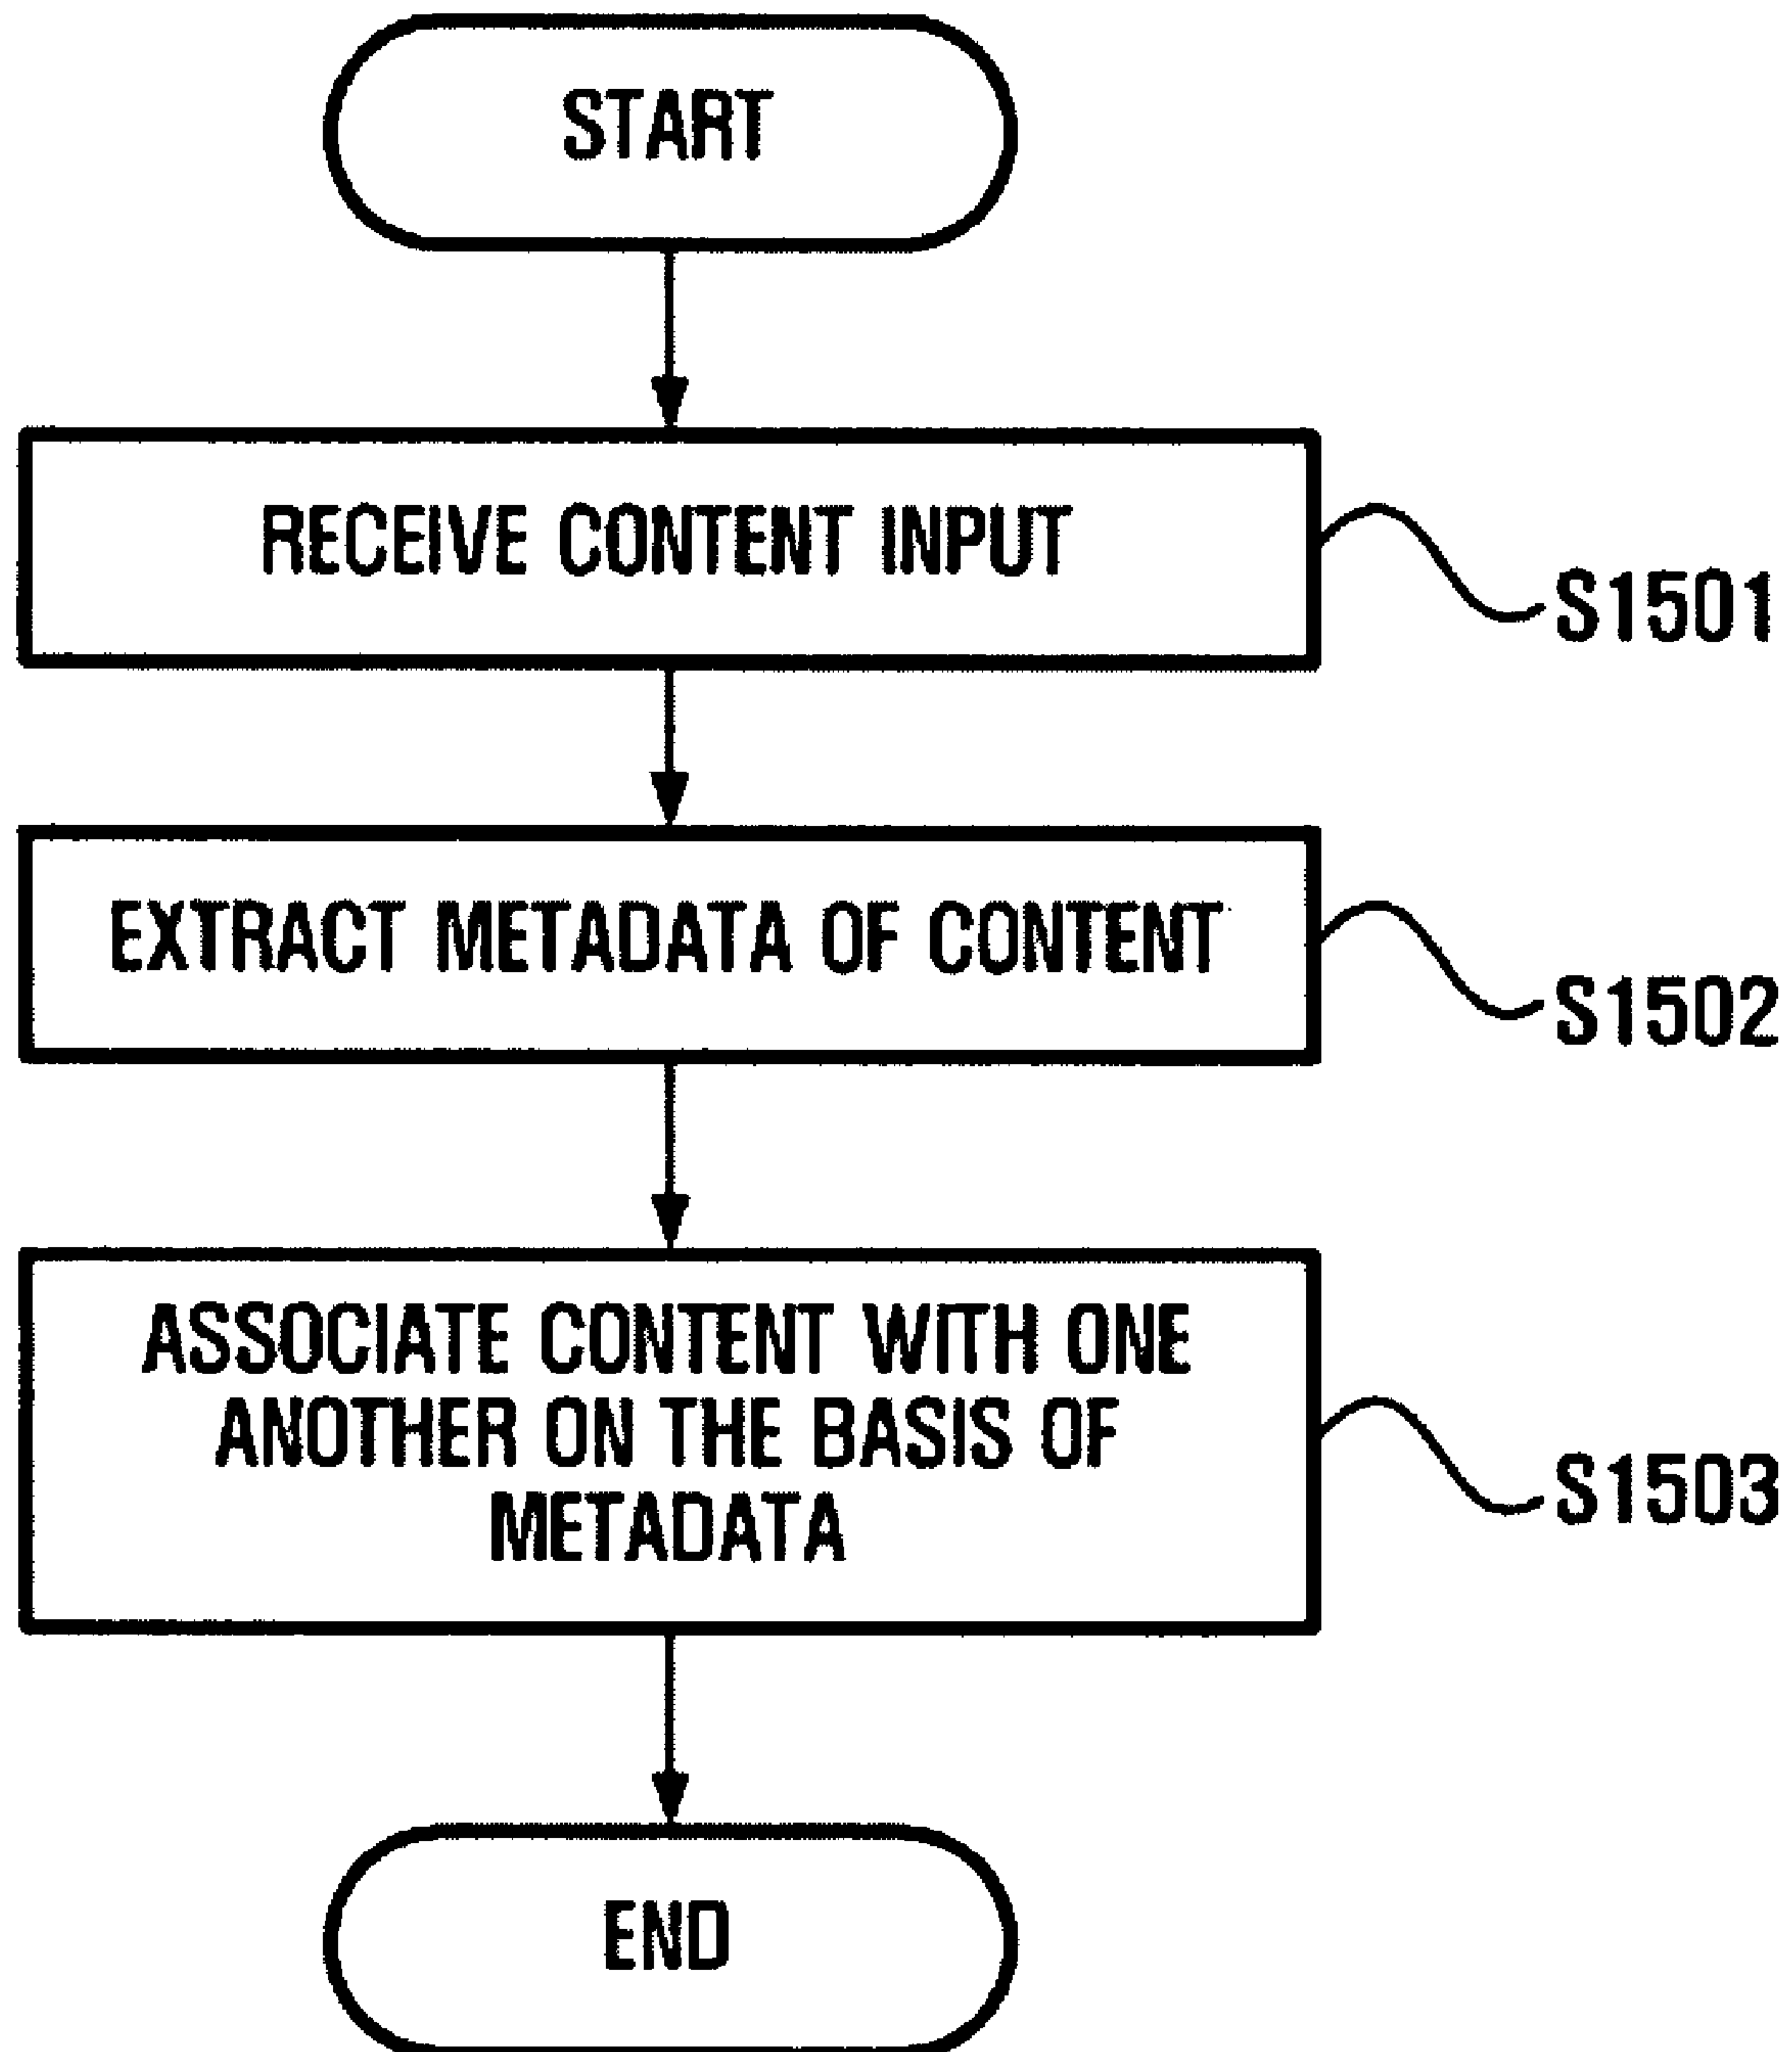 START
RECEIVE CONTENT INPUT
S1501
EXTRACT METADATA OF CONTENT
S1502
ASSOCIATE CONTENT WITH ONE
ANOTHER ON THE BASIS OF
METADATA
S1503
END